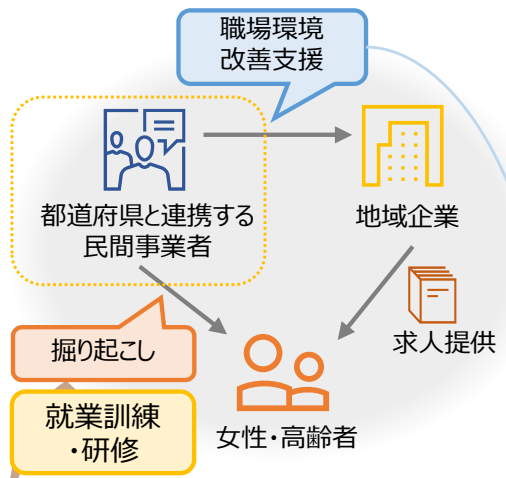 職場環境
改善支援
都道府県と連携する
民間事業者
地域企業
掘り起こし
求人提供
就業訓練
・研修
女性・高齢者